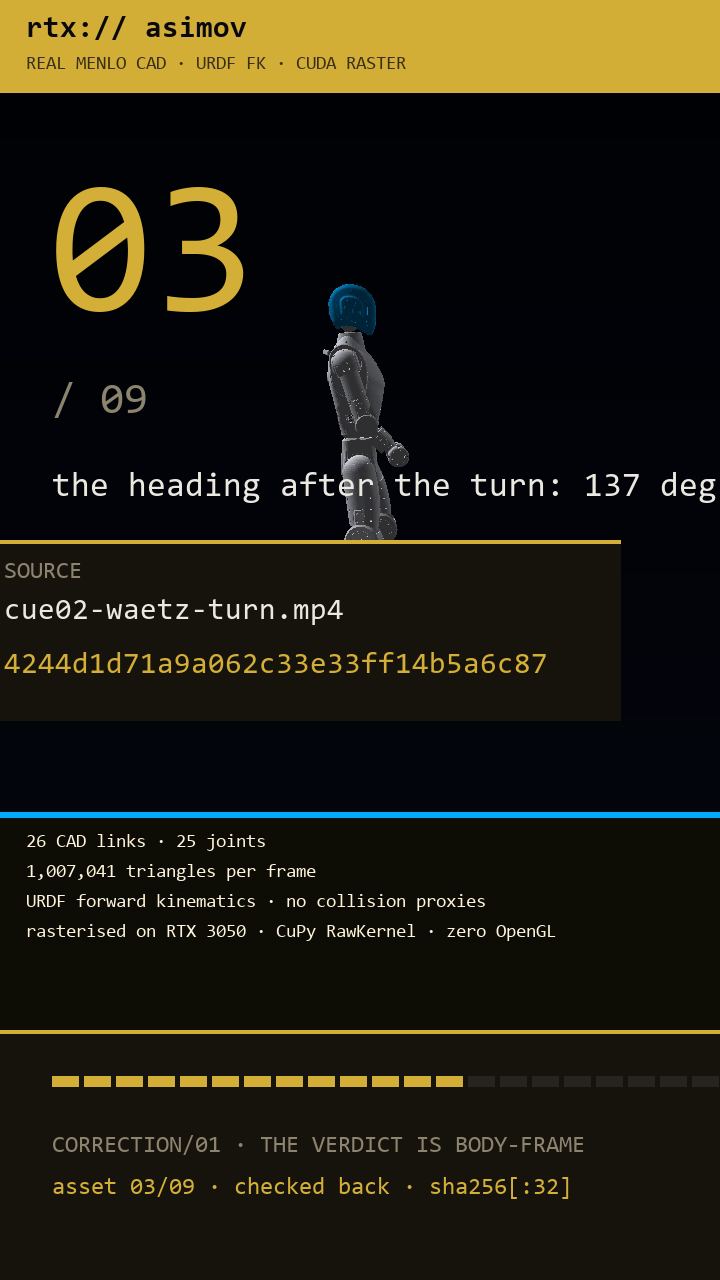 rtx:// asimov
REAL MENLO CAD · URDF FK · CUDA RASTER
03
/ 09
the heading after the turn: 137 deg
SOURCE
cue02-waetz-turn.mp4
4244d1d71a9a062c33e33ff14b5a6c87
26 CAD links · 25 joints
1,007,041 triangles per frame
URDF forward kinematics · no collision proxies
rasterised on RTX 3050 · CuPy RawKernel · zero OpenGL
CORRECTION/01 · THE VERDICT IS BODY-FRAME
asset 03/09 · checked back · sha256[:32]